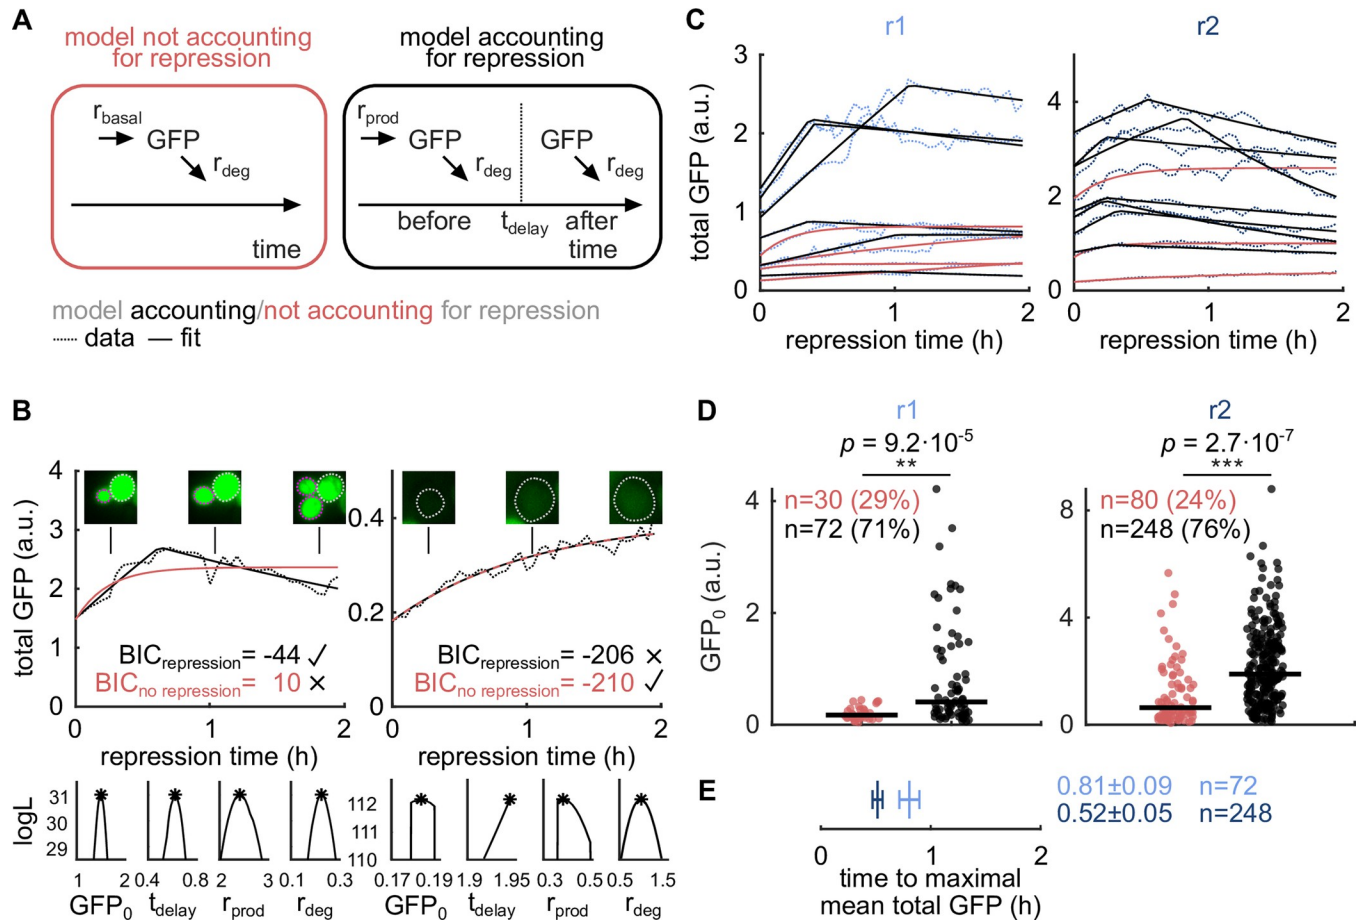 A
model not accounting
for repression
model accounting
for repression
r_basal
GFP
r_deg
time
r_prod
GFP
r_deg
GFP
r_deg
before
t_delay
after
time
model accounting/not accounting for repression
data — fit
B
total GFP (a.u.)
4
3
2
1
0
BIC_repression= -44 ✓
BIC_no repression= 10 ×
0
1
2
repression time (h)
0.4
0.2
0
BIC_repression= -206 ×
BIC_no repression= -210 ✓
0
1
2
repression time (h)
logL
31
30
29
1 2
GFP_0
0.4 0.8
t_delay
2 3
r_prod
0.1 0.3
r_deg
112
111
110
0.17 0.19
GFP_0
1.9 1.95
t_delay
0.3 0.5
r_prod
0.5 1.5
r_deg
C
r1
r2
total GFP (a.u.)
3
2
1
0
0
1
2
repression time (h)
4
2
0
0
1
2
repression time (h)
D
r1
r2
p = 9.2·10^-5
**
p = 2.7·10^-7
***
GFP_0 (a.u.)
4
2
0
n=30 (29%)
n=72 (71%)
8
4
0
n=80 (24%)
n=248 (76%)
E
0.81±0.09 n=72
0.52±0.05 n=248
0
1
2
time to maximal
mean total GFP (h)